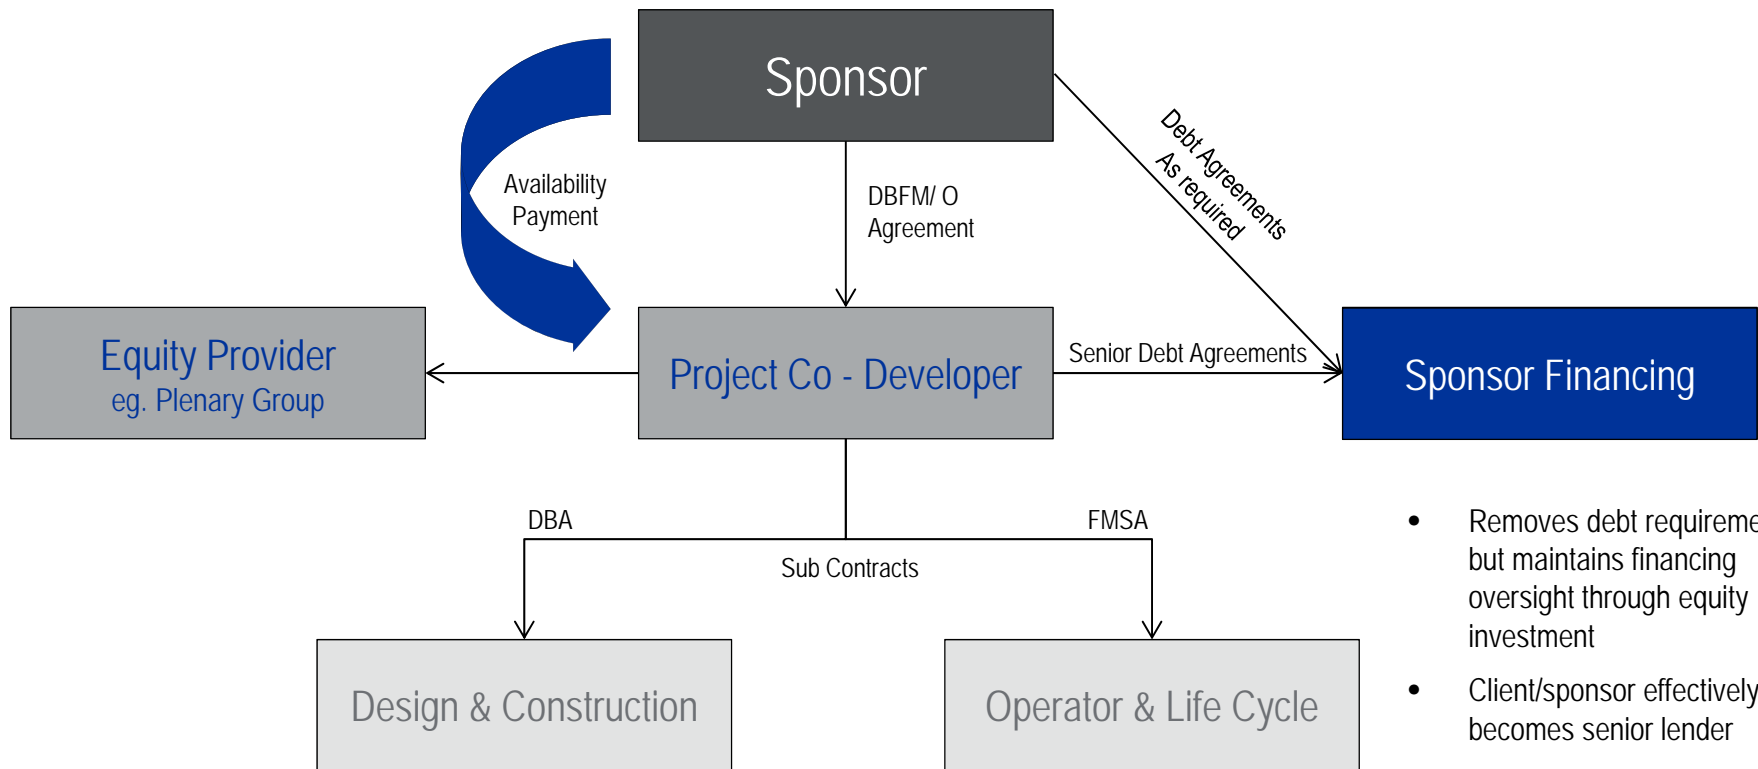 Sponsor
Availability
Payment
DBFM/ O
Agreement
Debt Agreements
As required
Equity Provider
eg. Plenary Group
Project Co - Developer
Senior Debt Agreements
Sponsor Financing
DBA
FMSA
Sub Contracts
Design & Construction
Operator & Life Cycle
• Removes debt
but maintains financing
oversight through equity
investment
• Client/sponsor effectively
becomes senior lender